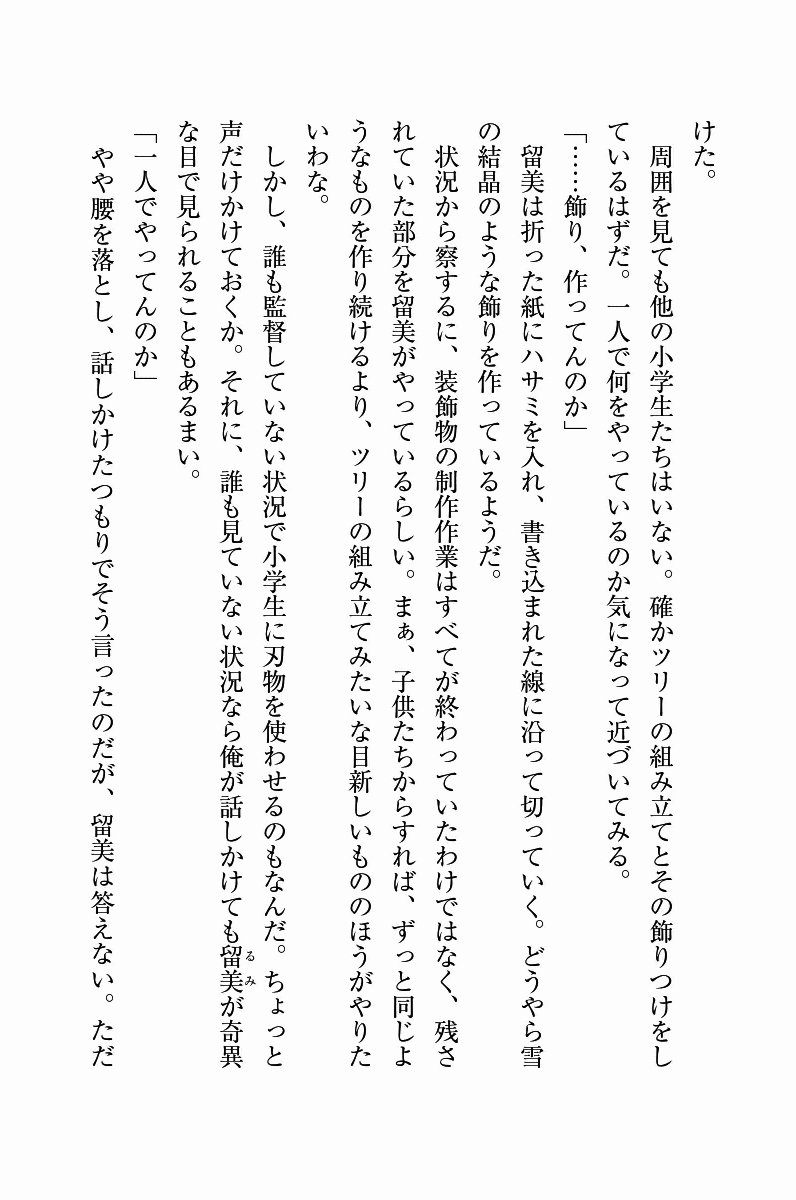 けた。
　周囲を見ても他の小学生たちはいない。確かツリーの組み立てとその飾りつけをし
ているはずだ。一人で何をやっているのか気になって近づいてみる。
「……飾り、作ってんのか」
　留美は折った紙にハサミを入れ、書き込まれた線に沿って切っていく。どうやら雪
の結晶のような飾りを作っているようだ。
　状況から察するに、装飾物の制作作業はすべてが終わっていたわけではなく、残さ
れていた部分を留美がやっているらしい。まぁ、子供たちからすれば、ずっと同じよ
うなものを作り続けるより、ツリーの組み立てみたいな目新しいもののほうがやりた
いわな。
　しかし、誰も監督していない状況で小学生に刃物を使わせるのもなんだ。ちょっと
声だけかけておくか。それに、誰も見ていない状況なら俺が話しかけても留美るみが奇異
な目で見られることもあるまい。
「一人でやってんのか」
　やや腰を落とし、話しかけたつもりでそう言ったのだが、留美は答えない。ただ